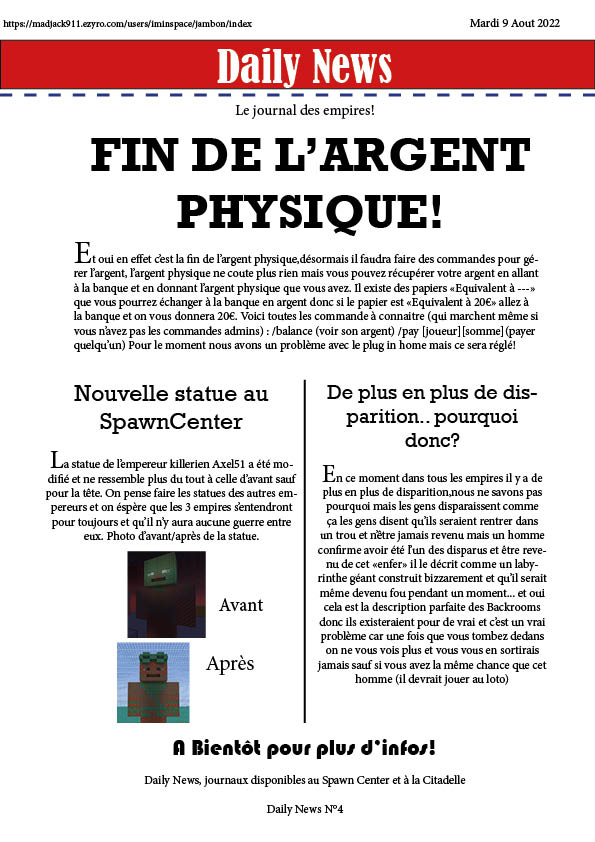 https://madjack911.ezyro.com/users/iminspace/jambon/index
Mardi 9 Aout 2022
Daily News
Le journal des empires!
FIN DE L’ARGENT
PHYSIQUE!
Et oui en effet c’est la fin de l’argent physique,désormais il faudra faire des commandes pour gé-
rer l’argent, l’argent physique ne coute plus rien mais vous pouvez récupérer votre argent en allant
à la banque et en donnant l’argent physique que vous avez. Il existe des papiers «Equivalent à ---»
que vous pourrez échanger à la banque en argent donc si le papier est «Equivalent à 20€» allez à
la banque et on vous donnera 20€. Voici toutes les commande à connaitre (qui marchent même si
vous n’avez pas les commandes admins) : /balance (voir son argent) /pay [joueur][somme](payer
quelqu’un) Pour le moment nous avons un problème avec le plug in home mais ce sera réglé!
Nouvelle statue au
SpawnCenter
La statue de l’empereur killerien Axel51 a été mo-
difié et ne ressemble plus du tout à celle d’avant sauf
pour la tête. On pense faire les statues des autres em-
pereurs et on éspère que les 3 empires s’entendront
pour toujours et qu’il n’y aura aucune guerre entre
eux. Photo d’avant/après de la statue.
Avant
Après
De plus en plus de dis-
parition.. pourquoi
donc?
En ce moment dans tous les empires il y a de
plus en plus de disparition,nous ne savons pas
pourquoi mais les gens disparaissent comme
ça les gens disent qu’ils seraient rentrer dans
un trou et n’être jamais revenu mais un homme
confirme avoir été l’un des disparus et être reve-
nu de cet «enfer» il le décrit comme un laby-
rinthe géant construit bizzarement et qu’il serait
même devenu fou pendant un moment... et oui
cela est la description parfaite des Backrooms
donc ils existeraient pour de vrai et c’est un vrai
problème car une fois que vous tombez dedans
on ne vous vois plus et vous vous en sortirais
jamais sauf si vous avez la même chance que cet
homme (il devrait jouer au loto)
A Bientôt pour plus d’infos!
Daily News, journaux disponibles au Spawn Center et à la Citadelle
Daily News N°4